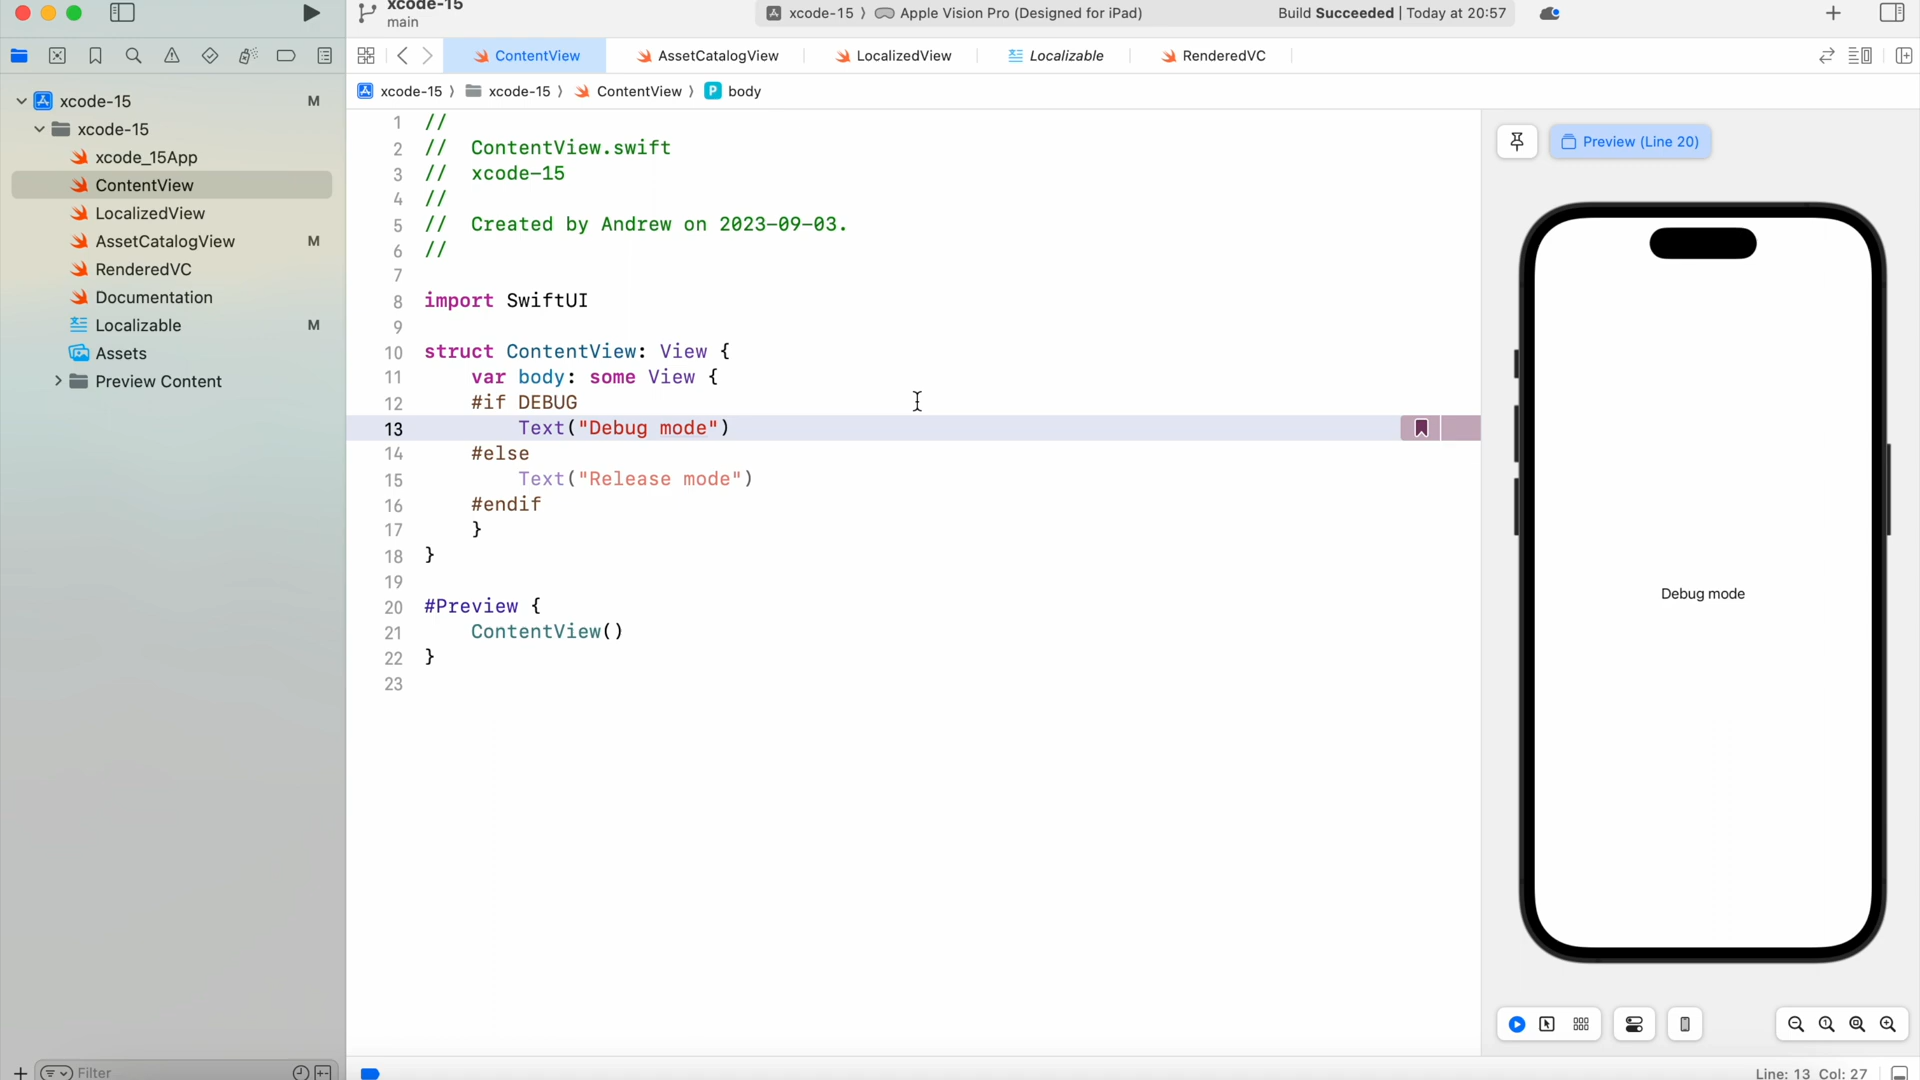 xcode-15
main
xcode-15 ⟩ Apple Vision Pro (Designed for iPad)
Build Succeeded | Today at 20:57
ContentView
AssetCatalogView
LocalizedView
Localizable
RenderedVC
xcode-15 ⟩ xcode-15 ⟩ ContentView ⟩ P body
xcode-15 M
xcode-15
xcode_15App
ContentView
LocalizedView
AssetCatalogView M
RenderedVC
Documentation
Localizable M
Assets
Preview Content
Filter
1 //
2 //  ContentView.swift
3 //  xcode-15
4 //
5 //  Created by Andrew on 2023-09-03.
6 //
7
8 import SwiftUI
9
10 struct ContentView: View {
11     var body: some View {
12     #if DEBUG
13         Text("Debug mode")
14     #else
15         Text("Release mode")
16     #endif
17     }
18 }
19
20 #Preview {
21     ContentView()
22 }
23
Preview (Line 20)
Debug mode
Line: 13 Col: 27